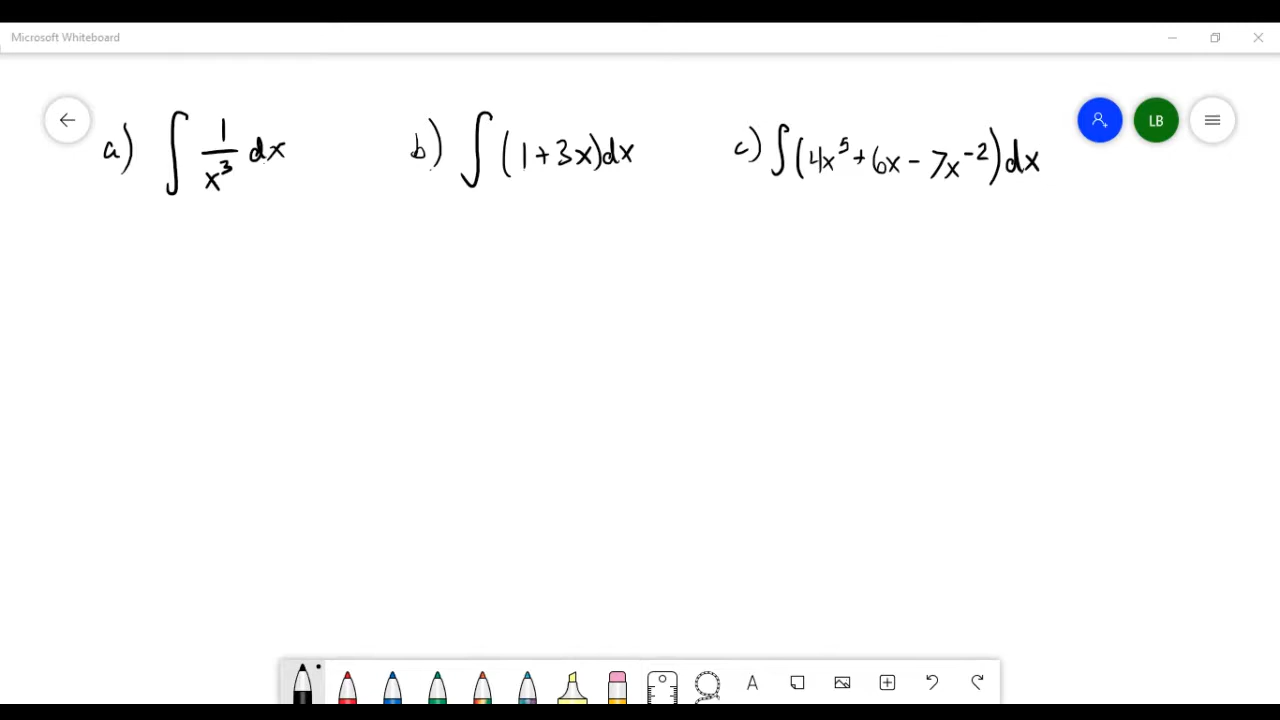 Microsoft Whiteboard
a) ∫ 1/x³ dx b) ∫(1+3x)dx c) ∫(4x⁵+6x-7x⁻²)dx
LB
A